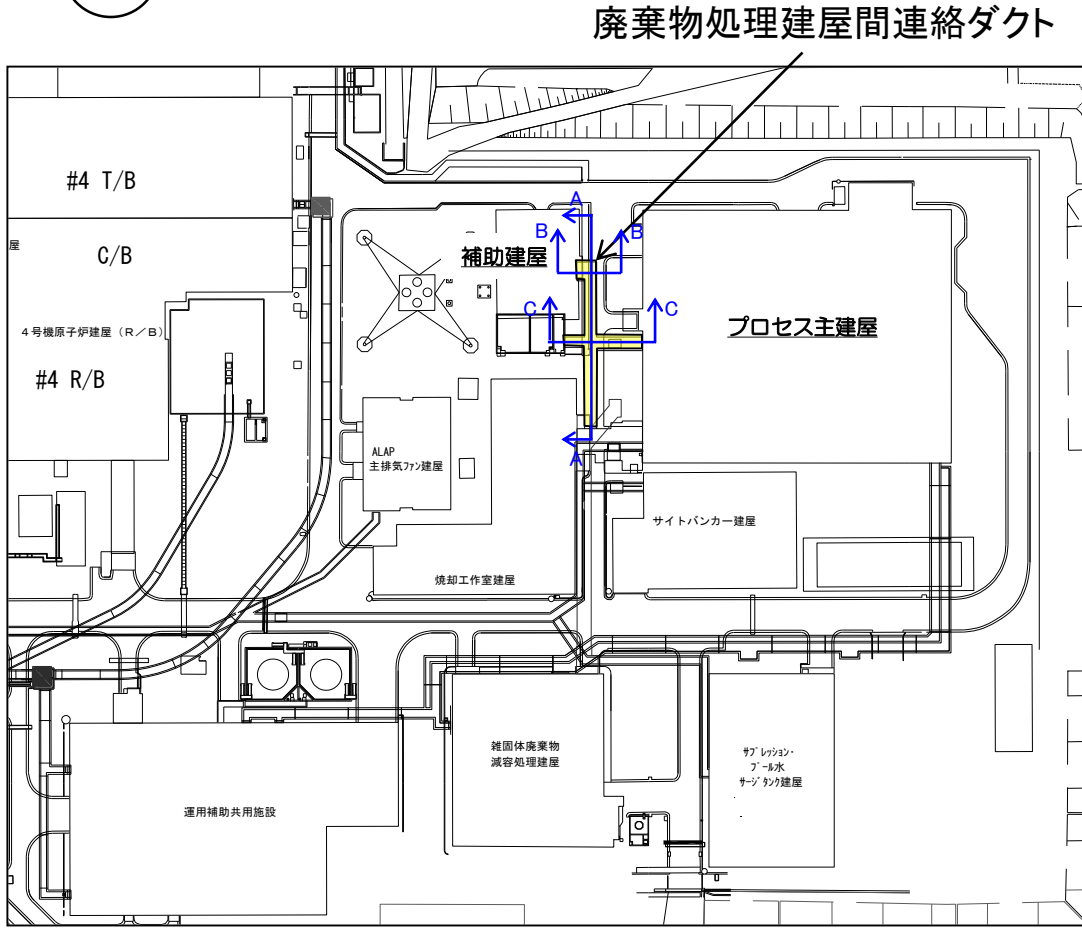 廃棄物処理建屋間連絡ダクト
#4 T/B
屋
C/B
4号機原子炉建屋（R/B）
#4 R/B
補助建屋
A
B
B
C
C
A
プロセス主建屋
ALAP
主排気ファン建屋
サイトバンカー建屋
焼却工作室建屋
雑固体廃棄物
減容処理建屋
サプレッション・
プール水
サージタンク建屋
運用補助共用施設